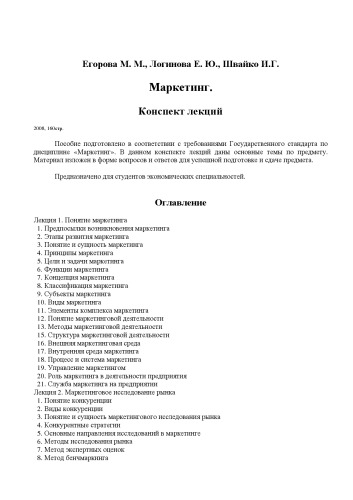 Егорова М. М., Логинова Е. Ю., Швайко И.Г.
Маркетинг.
Конспект лекций
2008, 180стр.
Пособие подготовлено в соответствии с требованиями Государственного стандарта по
дисциплине «Маркетинг». В данном конспекте лекций даны основные темы по предмету.
Материал изложен в форме вопросов и ответов для успешной подготовке и сдаче предмета.
Предназначено для студентов экономических специальностей.
Оглавление
Лекция 1. Понятие маркетинга
1. Предпосылки возникновения маркетинга
2. Этапы развития маркетинга
3. Понятие и сущность маркетинга
4. Принципы маркетинга
5. Цели и задачи маркетинга
6. Функции маркетинга
7. Концепция маркетинга
8. Классификация маркетинга
9. Субъекты маркетинга
10. Виды маркетинга
11. Элементы комплекса маркетинга
12. Понятие маркетинговой деятельности
13. Методы маркетинговой деятельности
15. Структура маркетинговой деятельности
16. Внешняя маркетинговая среда
17. Внутренняя среда маркетинга
18. Процесс и система маркетинга
19. Управление маркетингом
20. Роль маркетинга в деятельности предприятия
21. Служба маркетинга на предприятии
Лекция 2. Маркетинговое исследование рынка
1. Понятие конкуренции
2. Виды конкуренции
3. Понятие и сущность маркетингового исследования рынка
4. Конкурентные стратегии
5. Основные направления исследований в маркетинге
6. Методы исследования рынка
7. Метод экспертных оценок
8. Метод бенчмаркинга